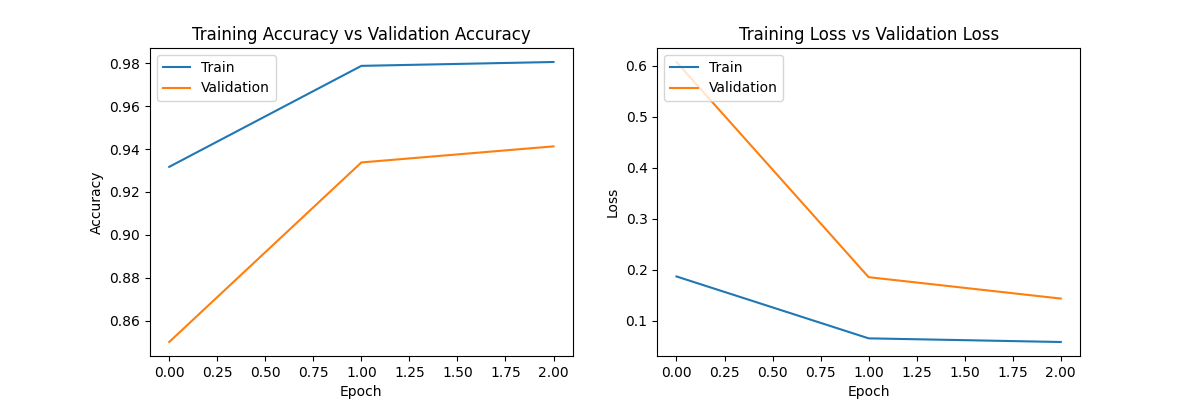 Training Accuracy vs Validation Accuracy
Train
Validation
Accuracy
0.98
0.96
0.94
0.92
0.90
0.88
0.86
0.00 0.25 0.50 0.75 1.00 1.25 1.50 1.75 2.00
Epoch
Training Loss vs Validation Loss
Train
Validation
Loss
0.6
0.5
0.4
0.3
0.2
0.1
0.00 0.25 0.50 0.75 1.00 1.25 1.50 1.75 2.00
Epoch